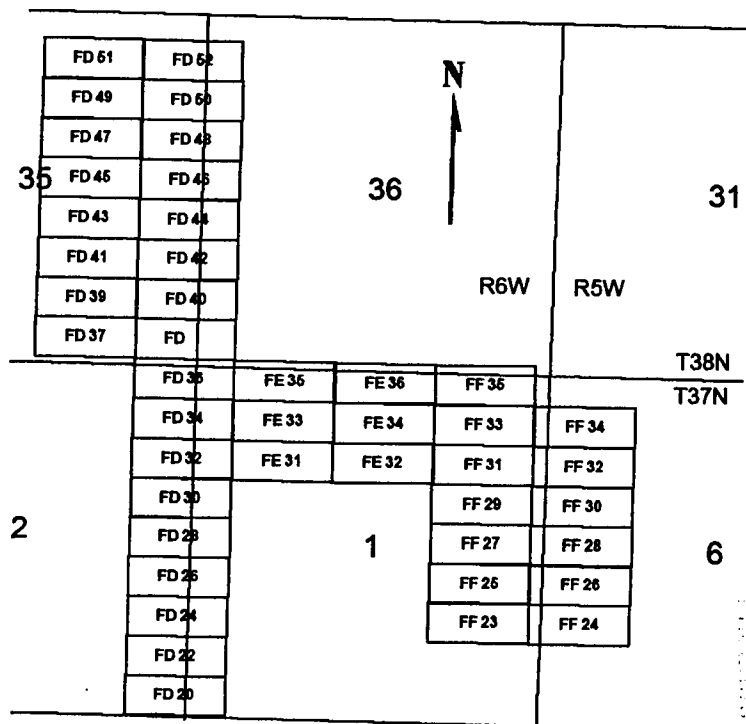 FD 51 FD 52
N
FD 49 FD 50
FD 47 FD 48
35 FD 45 FD 46 36 31
FD 43 FD 44
FD 41 FD 42
R6W R5W
FD 39 FD 40
FD 37 FD
T38N
FD 36 FE 35 FE 36 FF 35
T37N
FD 34 FE 33 FE 34 FF 33 FF 34
FD 32 FE 31 FE 32 FF 31 FF 32
FD 30 FF 29 FF 30
2 FD 28 1 FF 27 FF 28 6
FD 26 FF 25 FF 26
FD 24 FF 23 FF 24
FD 22
FD 20